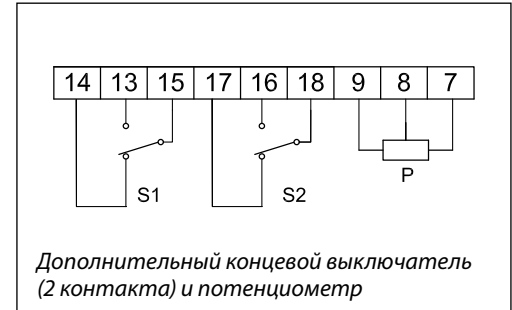 14 13 15 17 16 18 9 8 7
S1 S2 P
Дополнительный концевой выключатель
(2 контакта) и потенциометр